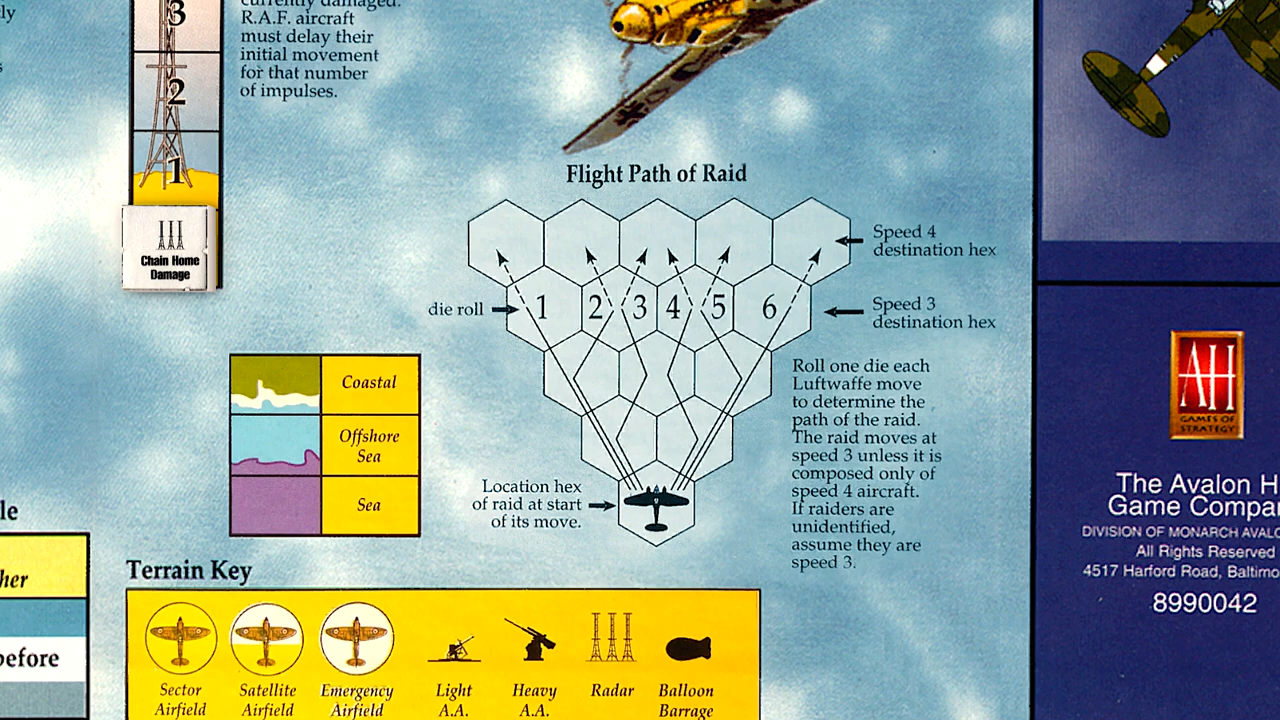 3
currently damaged.
R.A.F. aircraft
must delay their
initial movement
for that number
of impulses.
2
1
Chain Home
Damage
Flight Path of Raid
Speed 4
destination hex
die roll
1 2 3 4 5 6
Speed 3
destination hex
Coastal
Offshore
Sea
Sea
Roll one die each
Luftwaffe move
to determine the
path of the raid.
The raid moves at
speed 3 unless it is
composed only of
speed 4 aircraft.
If raiders are
unidentified,
assume they are
speed 3.
Location hex
of raid at start
of its move.
AH
GAMES OF
STRATEGY
The Avalon H
Game Compa
DIVISION OF MONARCH AVALO
All Rights Reserved
4517 Harford Road, Baltimo
8990042
Terrain Key
before
Sector
Airfield
Satellite
Airfield
Emergency
Airfield
Light
A.A.
Heavy
A.A.
Radar
Balloon
Barrage